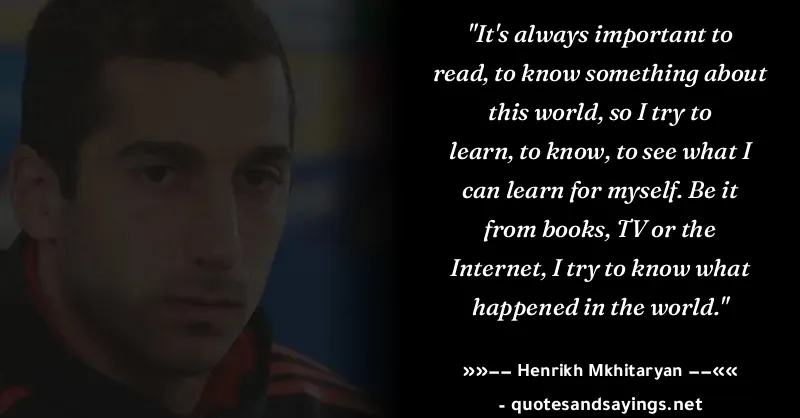 "It's always important to
read, to know something about
this world, so I try to
learn, to know, to see what I
can learn for myself. Be it
from books, TV or the
Internet, I try to know what
happened in the world."
»»−− Henrikh Mkhitaryan −−««
- quotesandsayings.net